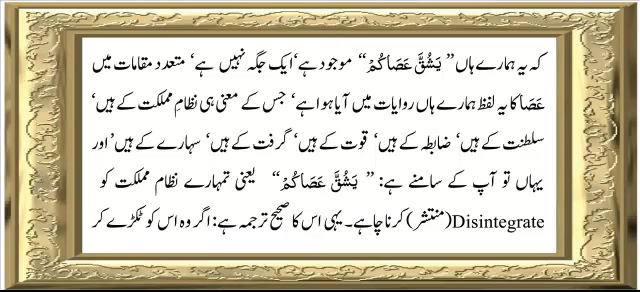 کہ یہ ہمارے ہاں ”یَشُقَّ عَصَاکُمْ“ موجود ہے‘ ایک جگہ نہیں ہے‘ متعدد مقامات میں
عَصَا کا یہ لفظ ہمارے ہاں روایات میں آیا ہوا ہے‘ جس کے معنی ہی نظامِ مملکت کے ہیں‘
سلطنت کے ہیں‘ ضابطہ کے ہیں‘ قوت کے ہیں‘ گرفت کے ہیں‘ سہارے کے ہیں‘ اور
یہاں تو آپ کے سامنے ہے: ”یَشُقَّ عَصَاکُمْ“ یعنی تمہارے نظام مملکت کو
Disintegrate (منتشر) کرنا چاہے۔ یہی اس کا صحیح ترجمہ ہے: اگر وہ اس کو ٹکڑے کر